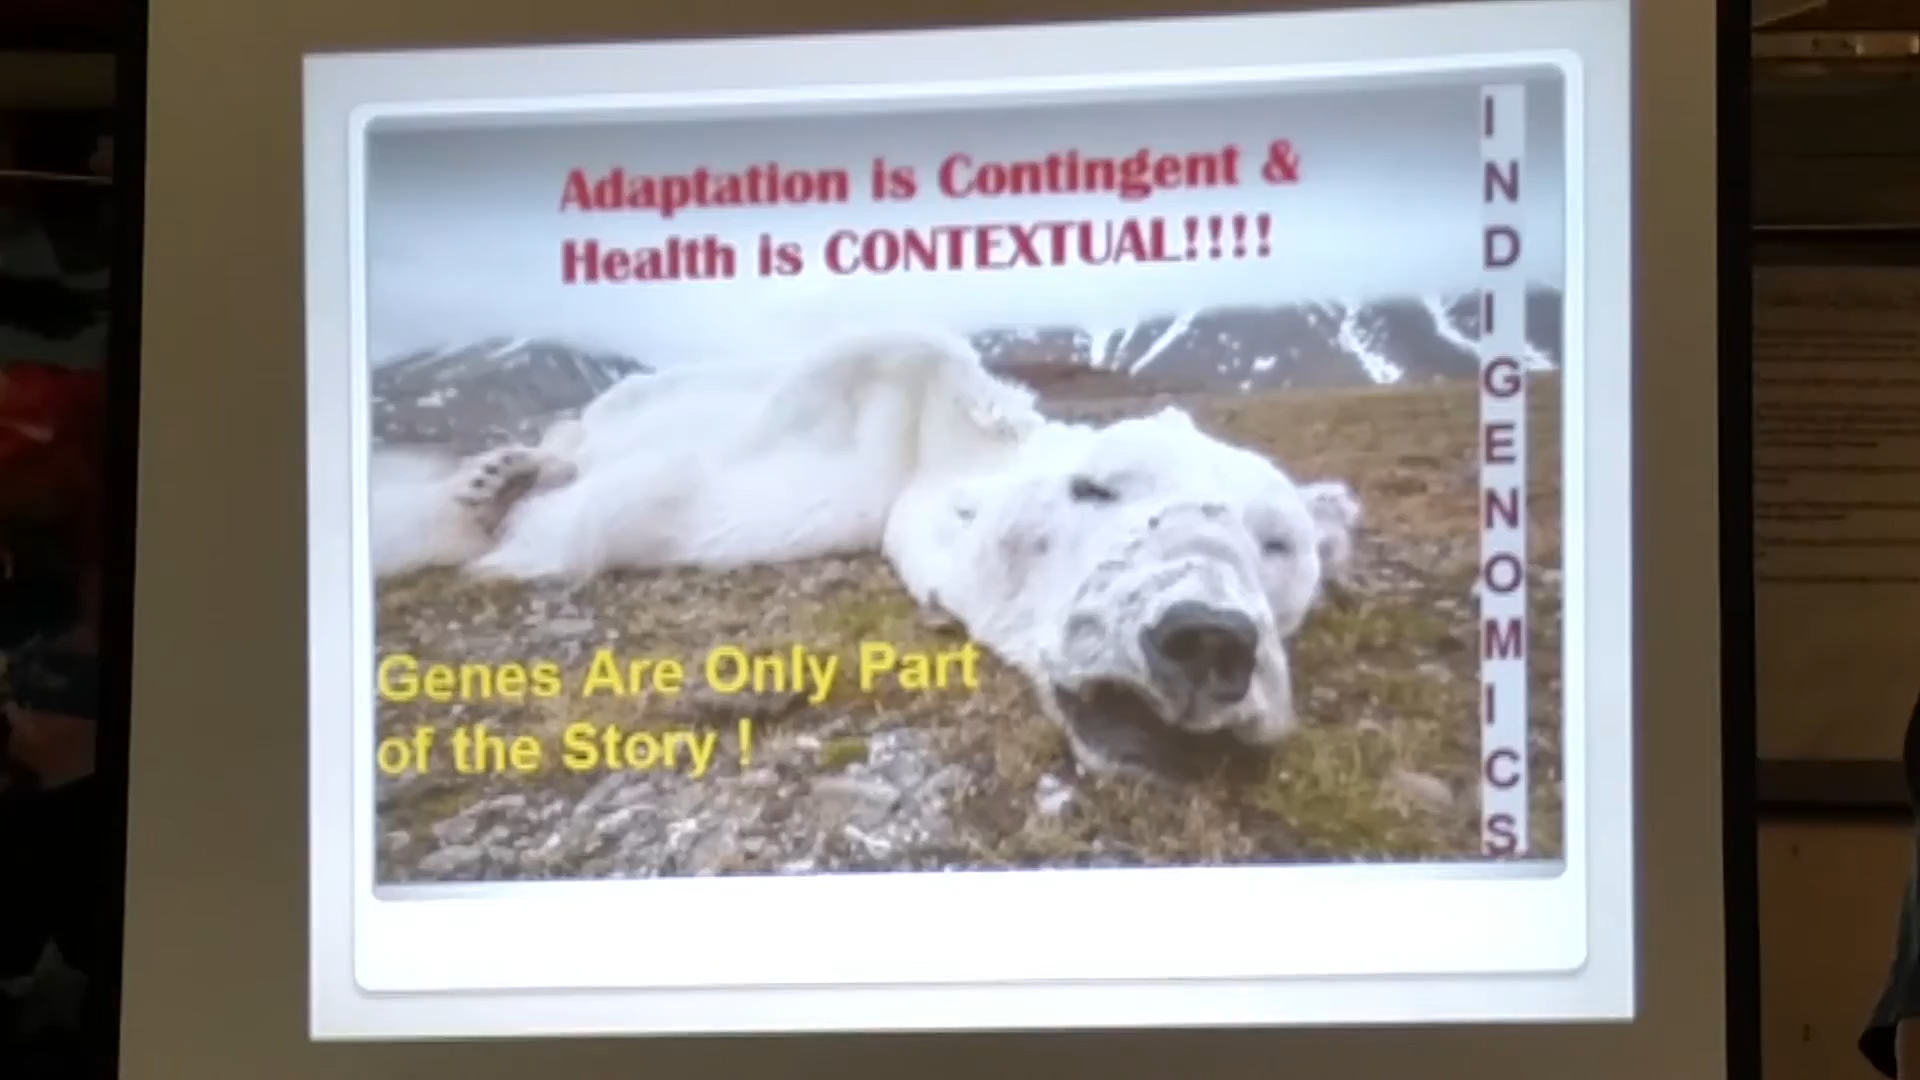 Adaptation is Contingent &
Health is CONTEXTUAL!!!!
Genes Are Only Part
of the Story !
INDIGENOMICS